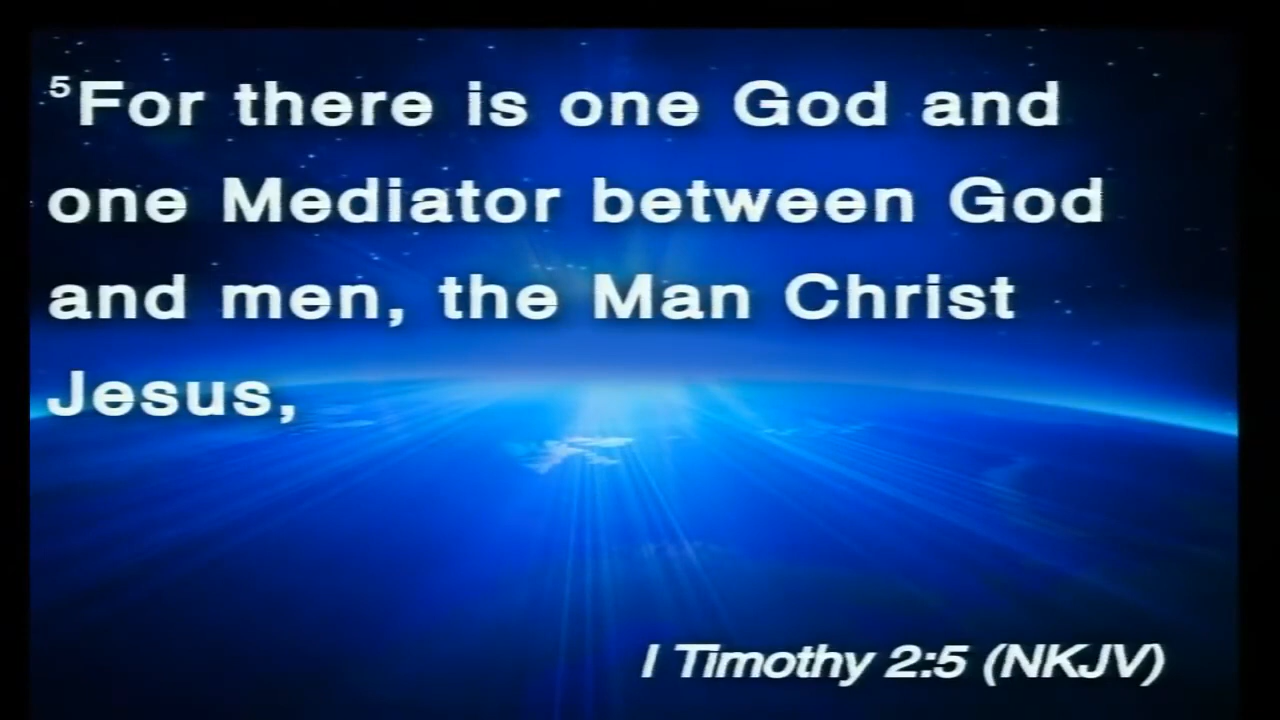 ⁵For there is one God and
one Mediator between God
and men, the Man Christ
Jesus,
I Timothy 2:5 (NKJV)